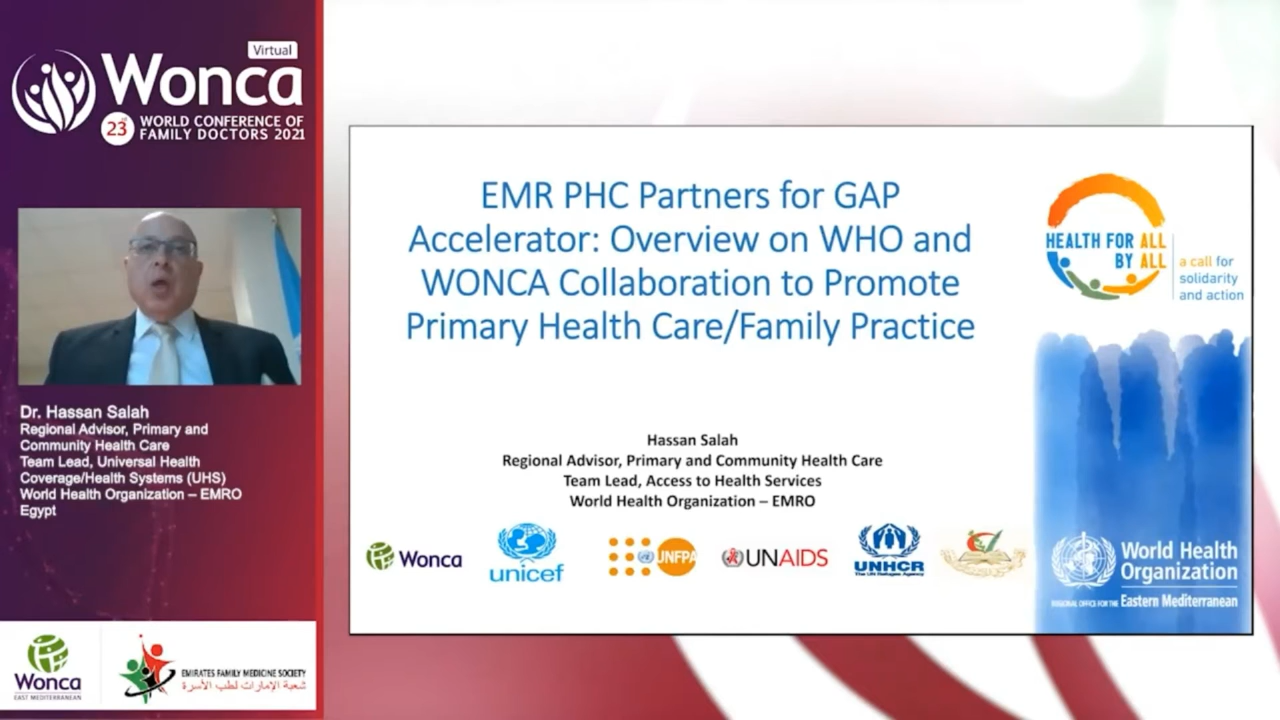 Virtual
Wonca
23rd WORLD CONFERENCE OF
FAMILY DOCTORS 2021
Dr. Hassan Salah
Regional Advisor, Primary and
Community Health Care
Team Lead, Universal Health
Coverage/Health Systems (UHS)
World Health Organization – EMRO
Egypt
Wonca
EAST MEDITERRANEAN
EMIRATES FAMILY MEDICINE SOCIETY
شعبة الإمارات لطب الأسرة
EMR PHC Partners for GAP
Accelerator: Overview on WHO and
WONCA Collaboration to Promote
Primary Health Care/Family Practice
Hassan Salah
Regional Advisor, Primary and Community Health Care
Team Lead, Access to Health Services
World Health Organization – EMRO
Wonca
unicef
UNFPA
UNAIDS
UNHCR
The UN Refugee Agency
HEALTH FOR ALL
BY ALL
a call for
solidarity
and action
World Health
Organization
REGIONAL OFFICE FOR THE Eastern Mediterranean